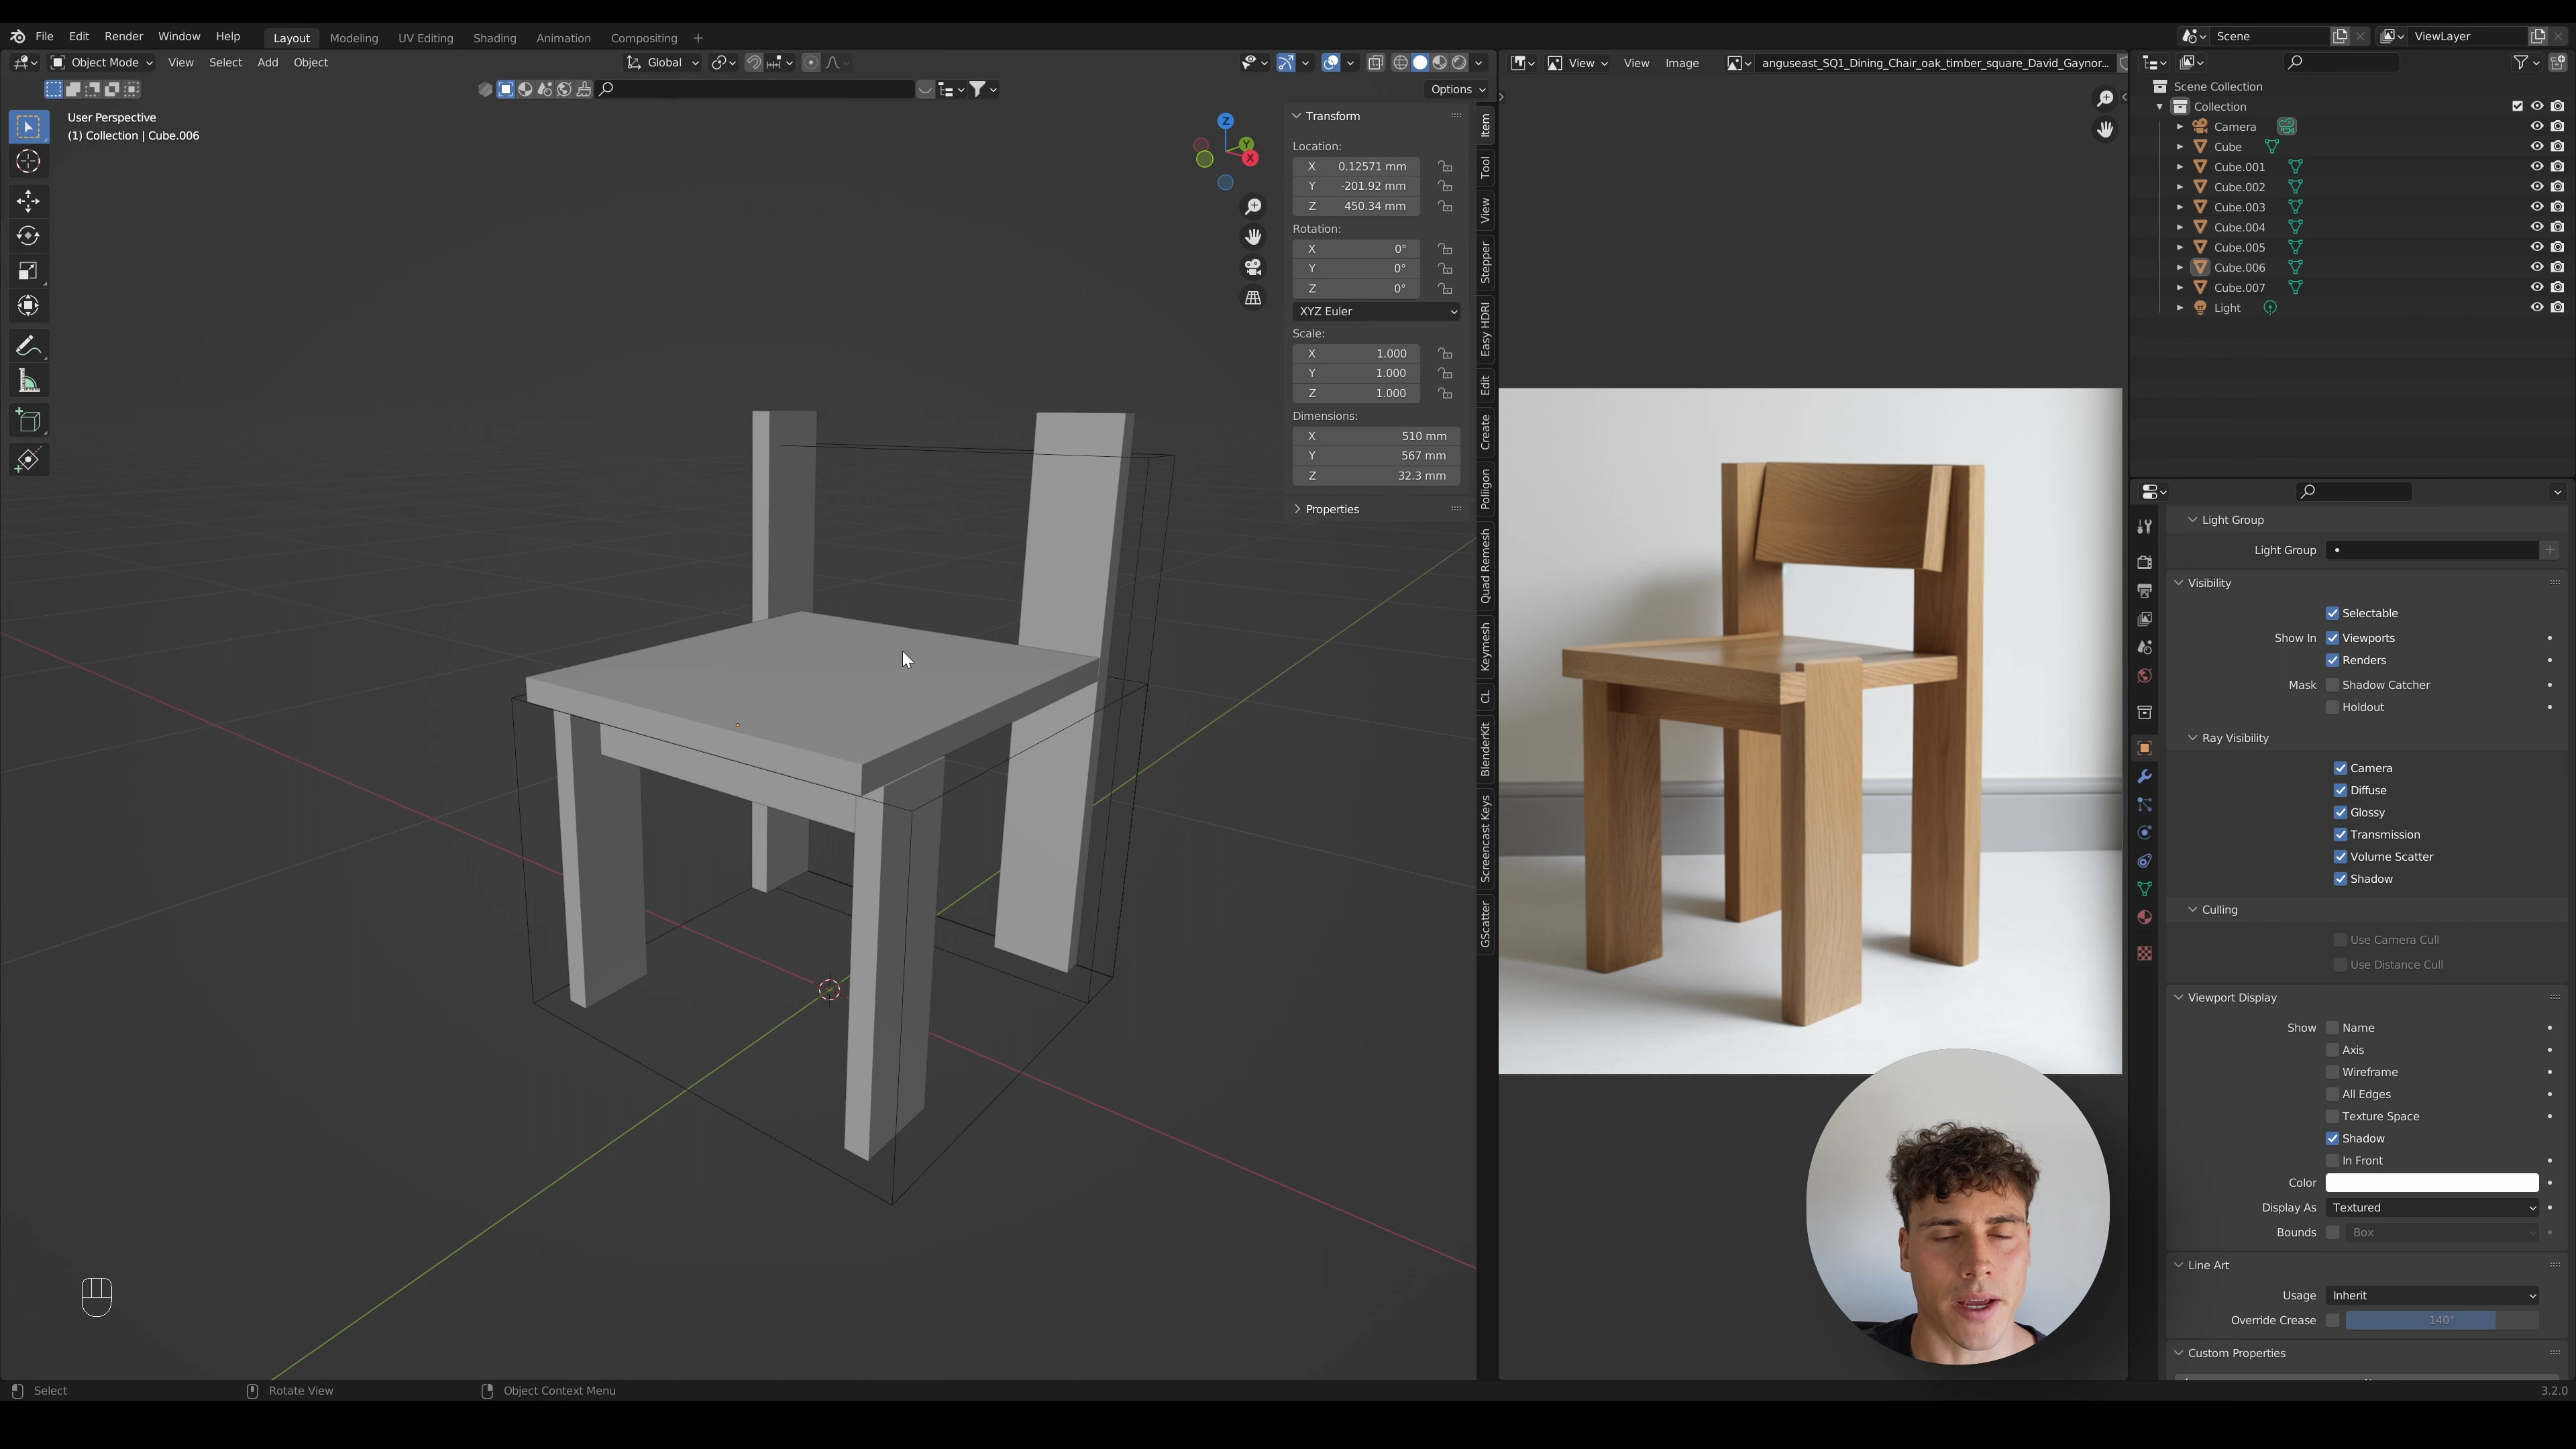 File Edit Render Window Help Layout Modeling UV Editing Shading Animation Compositing + Scene ViewLayer
Object Mode View Select Add Object Global
Options
User Perspective
(1) Collection | Cube.006
Z
Y
X
Transform
Location:
X 0.12571 mm
Y -201.92 mm
Z 450.34 mm
Rotation:
X 0°
Y 0°
Z 0°
XYZ Euler
Scale:
X 1.000
Y 1.000
Z 1.000
Dimensions:
X 510 mm
Y 567 mm
Z 32.3 mm
Properties
Item
Tool
View
Stepper
Easy HDRI
Edit
Create
Poliigon
Quad Remesh
Keymesh
CL
BlenderKit
Screencast Keys
GScatter
View View Image anguseast_SQ1_Dining_Chair_oak_timber_square_David_Gaynor...
Scene Collection
Collection
Camera
Cube
Cube.001
Cube.002
Cube.003
Cube.004
Cube.005
Cube.006
Cube.007
Light
Light Group
Light Group
Visibility
Selectable
Show In Viewports
Renders
Mask Shadow Catcher
Holdout
Ray Visibility
Camera
Diffuse
Glossy
Transmission
Volume Scatter
Shadow
Culling
Use Camera Cull
Use Distance Cull
Viewport Display
Show Name
Axis
Wireframe
All Edges
Texture Space
Shadow
In Front
Color
Display As Textured
Bounds Box
Line Art
Usage Inherit
Override Crease 140°
Custom Properties
Select Rotate View Object Context Menu 3.2.0